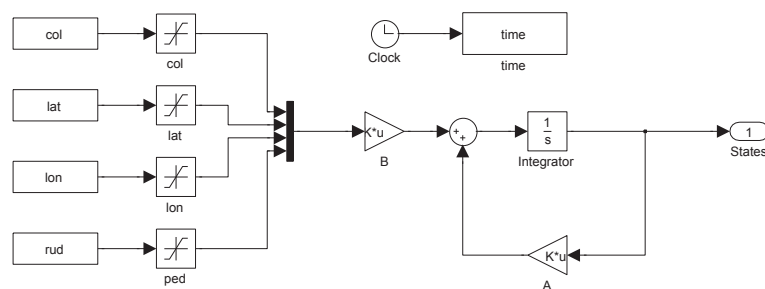 col
col
lat
lat
lon
lon
rud
ped
Clock
time
time
K*u
B
+
+
1
s
Integrator
K*u
A
1
States